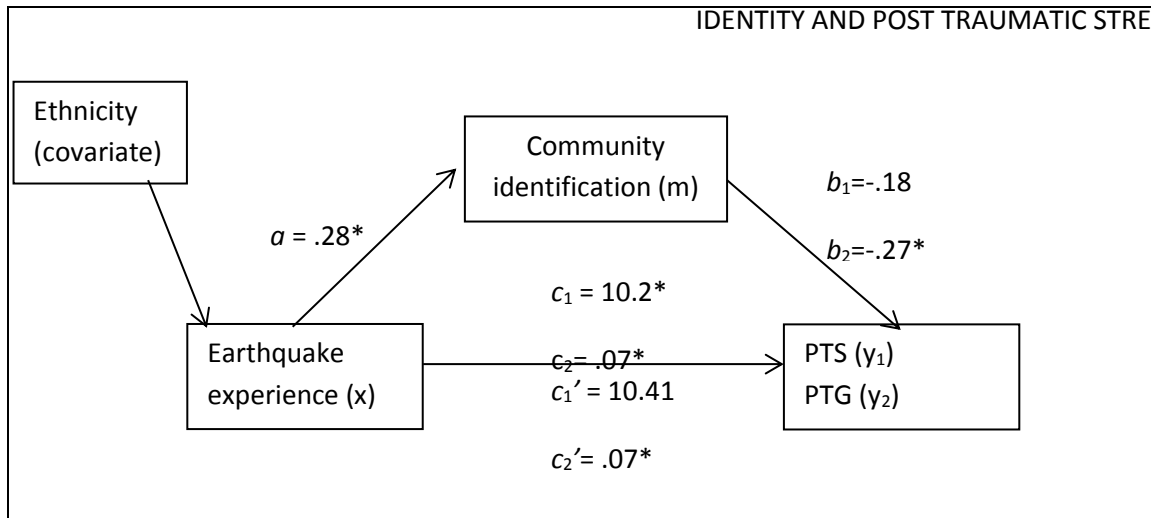 IDENTITY AND POST TRAUMATIC STRE
Ethnicity
(covariate)
Community
identification (m)
b₁=-.18
b₂=-.27*
a = .28*
c₁ = 10.2*
c₂= .07*
c₁’ = 10.41
c₂’= .07*
Earthquake
experience (x)
PTS (y₁)
PTG (y₂)